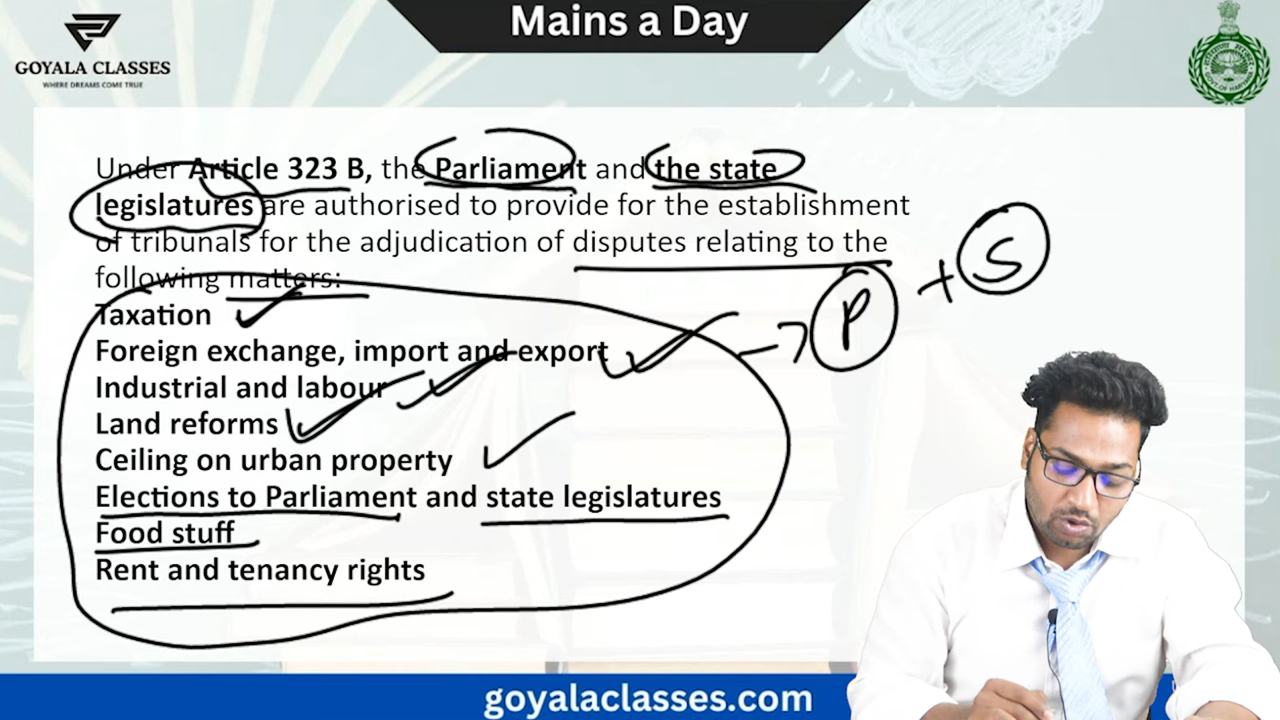 Mains a Day
GOYALA CLASSES
WHERE DREAMS COME TRUE
Under Article 323 B, the Parliament and the state
legislatures are authorised to provide for the establishment
of tribunals for the adjudication of disputes relating to the
following matters:
Taxation
Foreign exchange, import and export
Industrial and labour
Land reforms
Ceiling on urban property
Elections to Parliament and state legislatures
Food stuff
Rent and tenancy rights
P + S
goyalaclasses.com